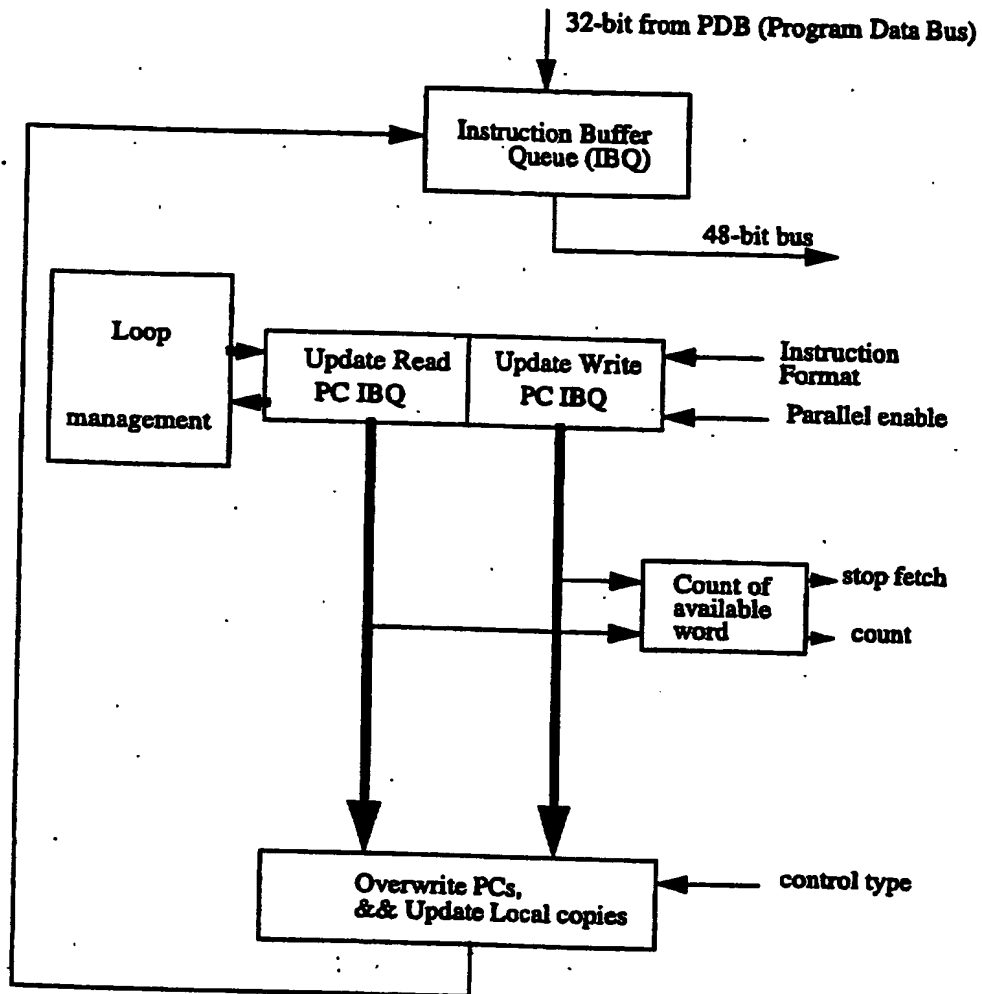 32-bit from PDB (Program Data Bus)
Instruction Buffer
Queue (IBQ)
48-bit bus
Loop
management
Update Read
PC IBQ
Update Write
PC IBQ
Instruction
Format
Parallel enable
Count of
available
word
stop fetch
count
Overwrite PCs,
&& Update Local copies
control type